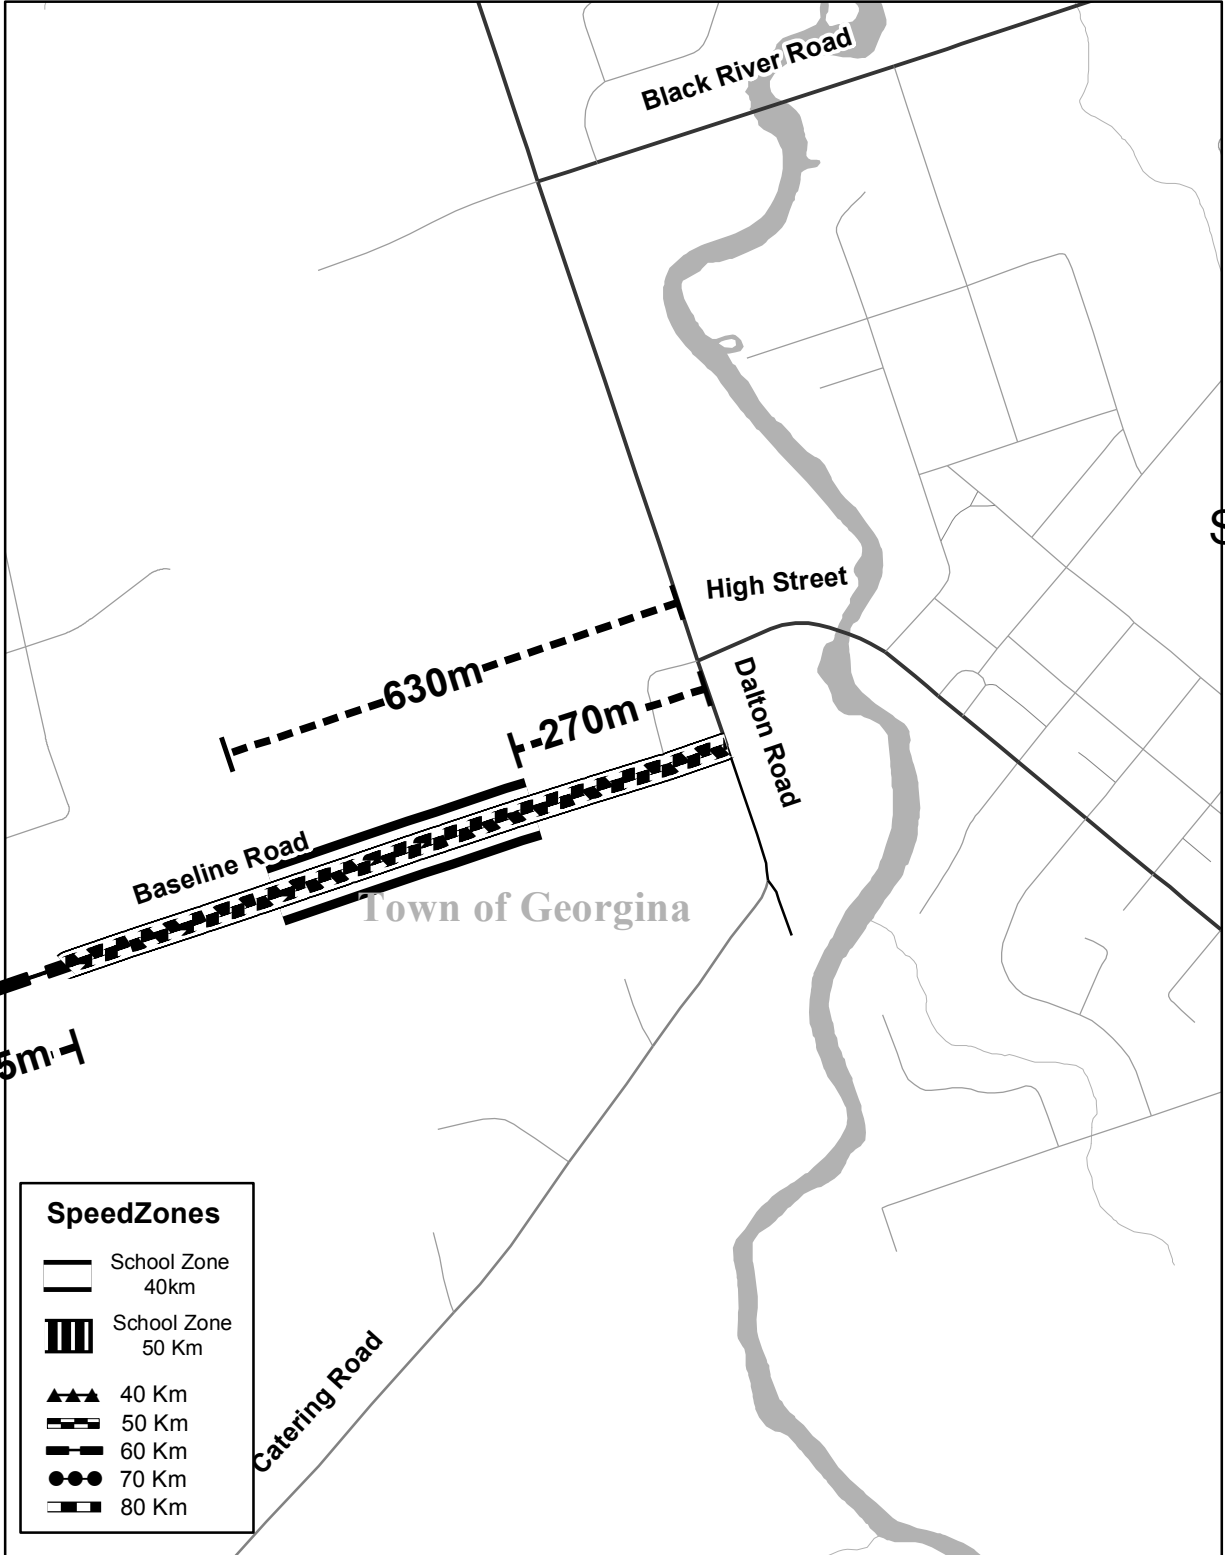 Black River Road
S
High Street
630m
Dalton Road
270m
Baseline Road
Town of Georgina
5m
SpeedZones
School Zone
40km
School Zone
50 Km
40 Km
50 Km
60 Km
70 Km
80 Km
Catering Road